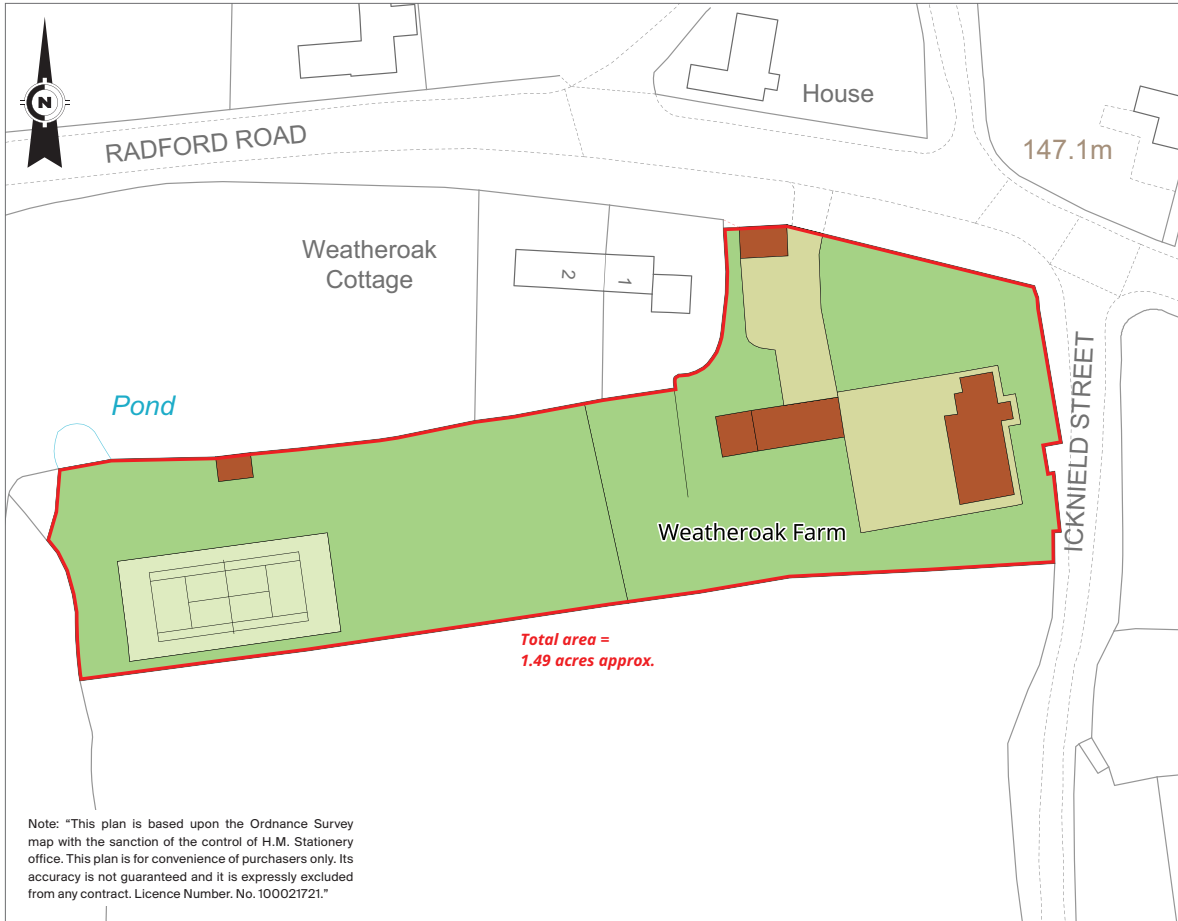 N
RADFORD ROAD
House
147.1m
Weatheroak
Cottage
2
1
Pond
ICKNIELD STREET
Weatheroak Farm
Total area =
1.49 acres approx.
Note: “This plan is based upon the Ordnance Survey
map with the sanction of the control of H.M. Stationery
office. This plan is for convenience of purchasers only. Its
accuracy is not guaranteed and it is expressly excluded
from any contract. Licence Number. No. 100021721.”